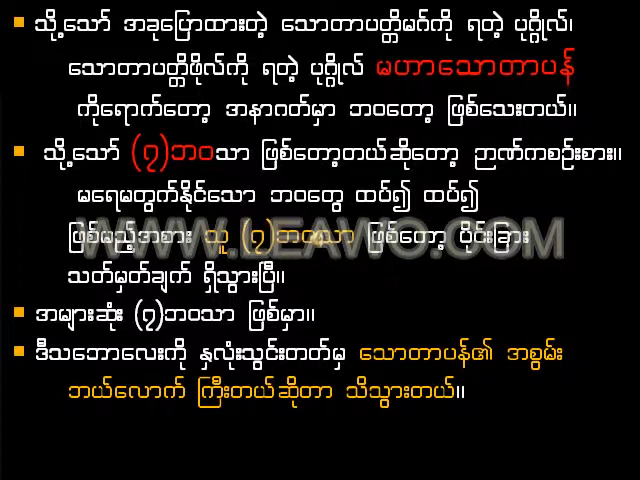 သို့သော် အခုပြောထားတဲ့ သောတာပတ္တိမဂ်ကို ရတဲ့ ပုဂ္ဂိုလ်၊
သောတာပတ္တိဖိုလ်ကို ရတဲ့ ပုဂ္ဂိုလ် မဟာသောတာပန်
ကိုရောက်တော့ အနာဂတ်မှာ ဘဝတော့ ဖြစ်သေးတယ်။
သို့သော် (၇)ဘဝသာ ဖြစ်တော့တယ်ဆိုတော့ ဉာဏ်ကစဉ်းစား။
မရေမတွက်နိုင်သော ဘဝတွေ ထပ်၍ ထပ်၍
ဖြစ်မည့်အစား သူ (၇)ဘဝသာ ဖြစ်တော့ ပိုင်းခြား
WWW.LEAWO.COM
သတ်မှတ်ချက် ရှိသွားပြီ။
အများဆုံး (၇)ဘဝသာ ဖြစ်မှာ။
ဒီသဘောလေးကို နှလုံးသွင်းတတ်မှ သောတာပန်၏ အစွမ်း
ဘယ်လောက် ကြီးတယ်ဆိုတာ သိသွားတယ်။